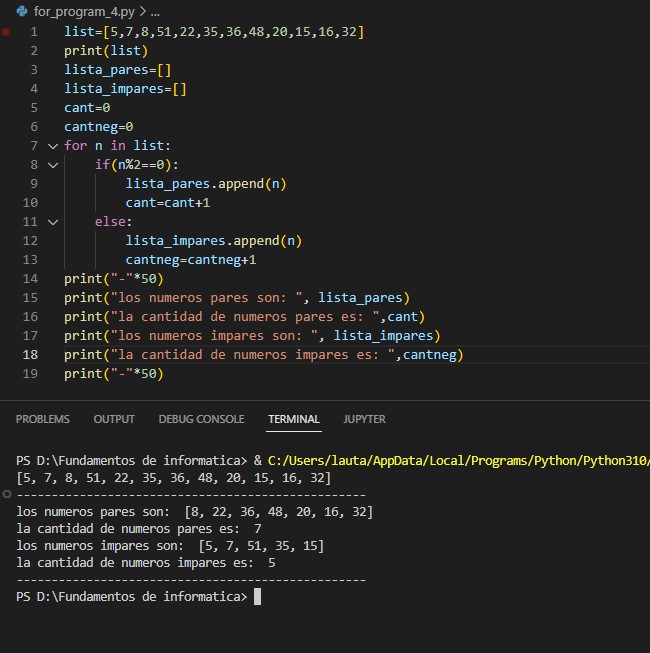 for_program_4.py > ...
1 list=[5,7,8,51,22,35,36,48,20,15,16,32]
2 print(list)
3 lista_pares=[]
4 lista_impares=[]
5 cant=0
6 cantneg=0
7 for n in list:
8 if(n%2==0):
9 lista_pares.append(n)
10 cant=cant+1
11 else:
12 lista_impares.append(n)
13 cantneg=cantneg+1
14 print("-"*50)
15 print("los numeros pares son: ", lista_pares)
16 print("la cantidad de numeros pares es: ",cant)
17 print("los numeros impares son: ", lista_impares)
18 print("la cantidad de numeros impares es: ",cantneg)
19 print("-"*50)
PROBLEMS OUTPUT DEBUG CONSOLE TERMINAL JUPYTER
PS D:\Fundamentos de informatica> & C:/Users/lauta/AppData/Local/Programs/Python/Python310/
[5, 7, 8, 51, 22, 35, 36, 48, 20, 15, 16, 32]
--------------------------------------------------
los numeros pares son:  [8, 22, 36, 48, 20, 16, 32]
la cantidad de numeros pares es:  7
los numeros impares son:  [5, 7, 51, 35, 15]
la cantidad de numeros impares es:  5
--------------------------------------------------
PS D:\Fundamentos de informatica>